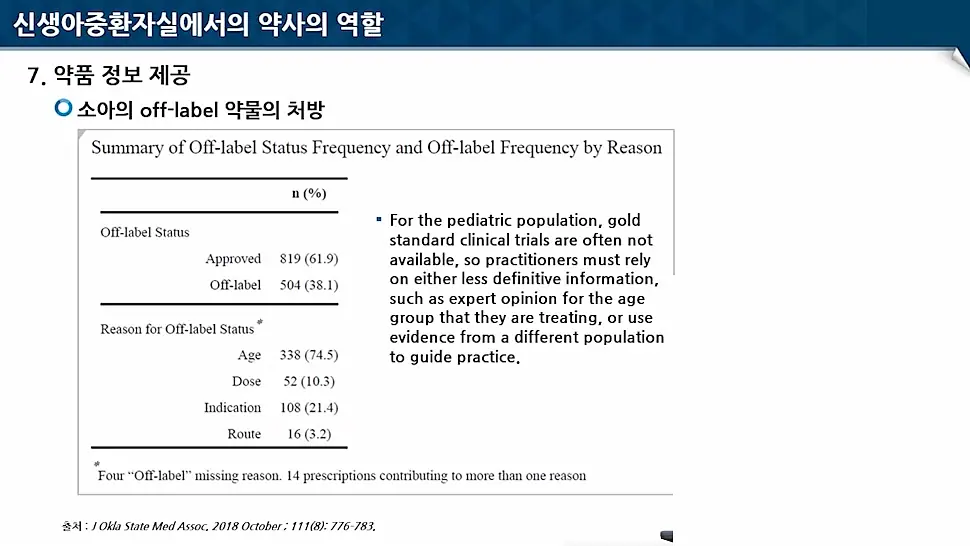 신생아중환자실에서의 약사의 역할
7. 약품 정보 제공
소아의 off-label 약물의 처방
Summary of Off-label Status Frequency and Off-label Frequency by Reason
n (%)
Off-label Status
Approved 819 (61.9)
Off-label 504 (38.1)
Reason for Off-label Status*
Age 338 (74.5)
Dose 52 (10.3)
Indication 108 (21.4)
Route 16 (3.2)
*Four “Off-label” missing reason. 14 prescriptions contributing to more than one reason
▪ For the pediatric population, gold
standard clinical trials are often not
available, so practitioners must rely
on either less definitive information,
such as expert opinion for the age
group that they are treating, or use
evidence from a different population
to guide practice.
출처 : J Okla State Med Assoc. 2018 October ; 111(8): 776-783.